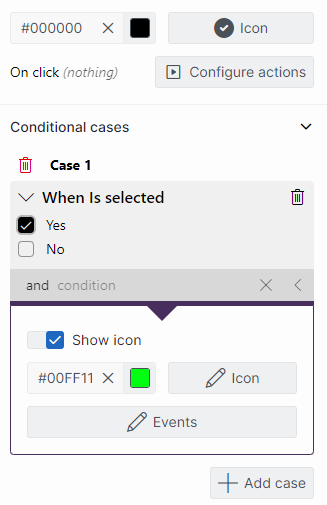 #000000 Icon
On click (nothing) Configure actions
Conditional cases
Case 1
When Is selected
Yes
No
and condition
Show icon
#00FF11 Icon
Events
Add case